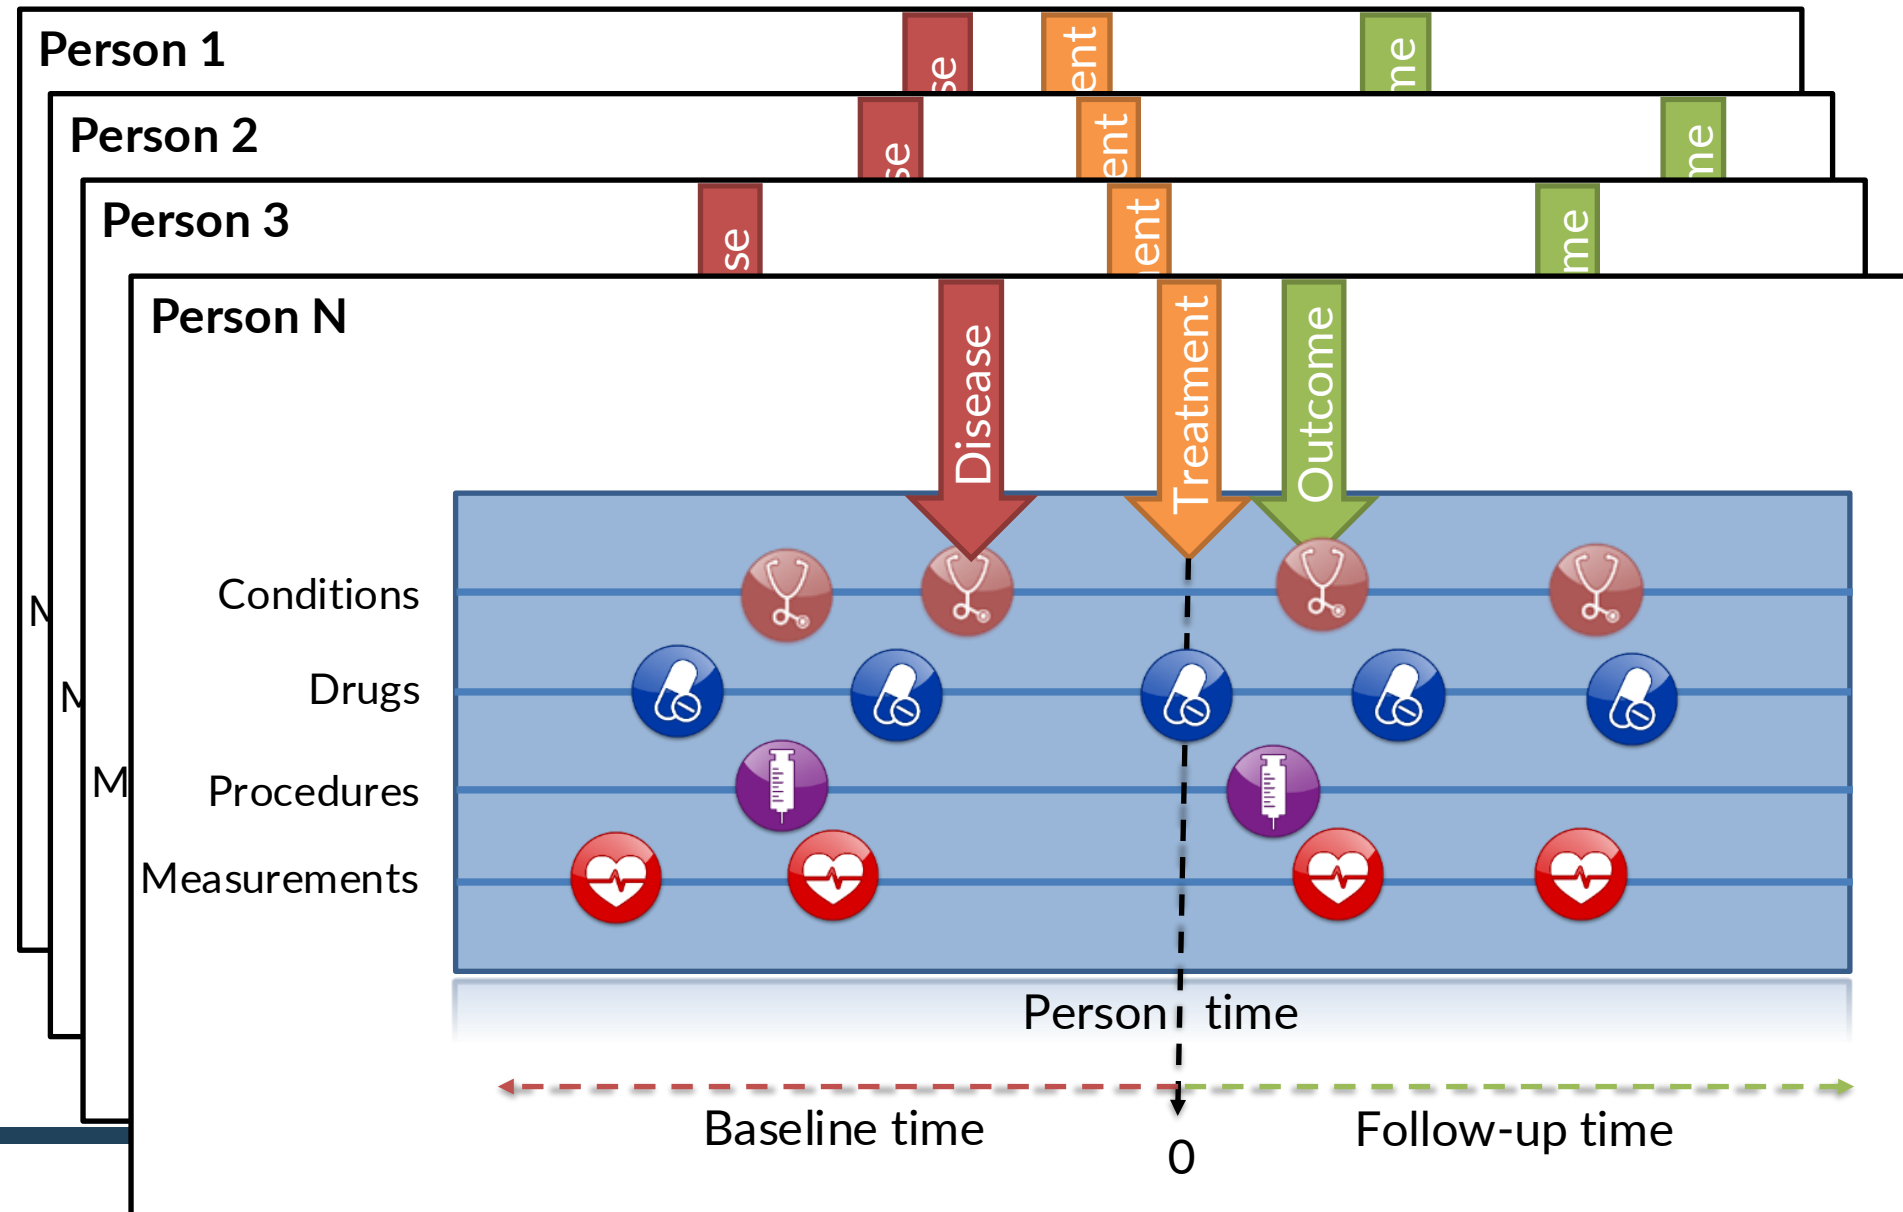 Person 1
se
ent
me
Person 2
se
ent
me
Person 3
se
ent
me
Person N
Disease
Treatment
Outcome
Conditions
Drugs
Procedures
Measurements
M
M
M
Person time
Baseline time
Follow-up time
0